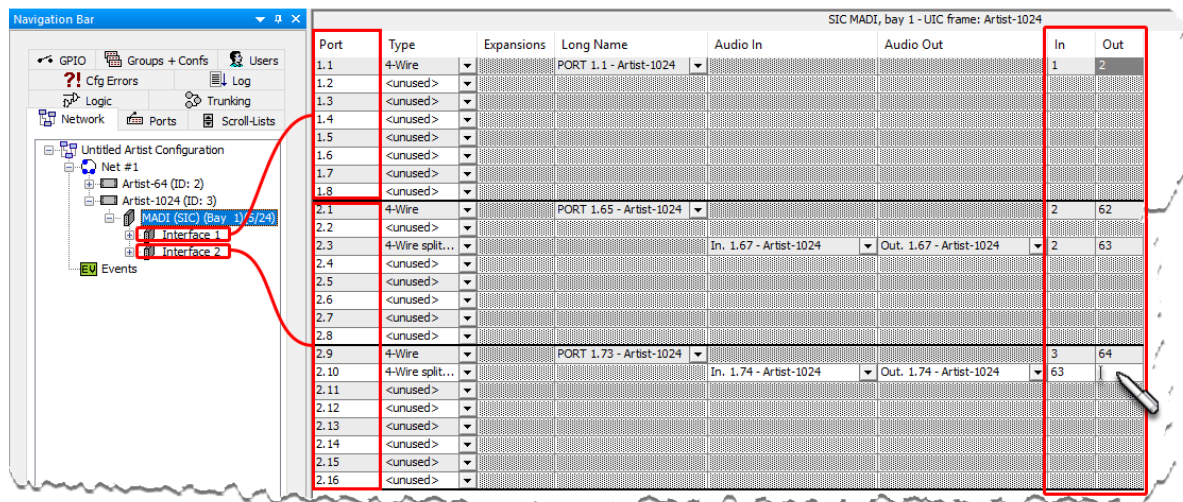 Navigation Bar
GPIO Groups + Confs Users
Cfg Errors Log
Logic Trunking
Network Ports Scroll-Lists
Untitled Artist Configuration
Net #1
Artist-64 (ID: 2)
Artist-1024 (ID: 3)
MADI (SIC) (Bay 1) 5/24)
Interface 1
Interface 2
EV Events
SIC MADI, bay 1 - UIC frame: Artist-1024
Port Type Expansions Long Name Audio In Audio Out In Out
1.1 4-Wire PORT 1.1 - Artist-1024 1 2
1.2 <unused>
1.3 <unused>
1.4 <unused>
1.5 <unused>
1.6 <unused>
1.7 <unused>
1.8 <unused>
2.1 4-Wire PORT 1.65 - Artist-1024 2 62
2.2 <unused>
2.3 4-Wire split... In. 1.67 - Artist-1024 Out. 1.67 - Artist-1024 2 63
2.4 <unused>
2.5 <unused>
2.6 <unused>
2.7 <unused>
2.8 <unused>
2.9 4-Wire PORT 1.73 - Artist-1024 3 64
2.10 4-Wire split... In. 1.74 - Artist-1024 Out. 1.74 - Artist-1024 63
2.11 <unused>
2.12 <unused>
2.13 <unused>
2.14 <unused>
2.15 <unused>
2.16 <unused>